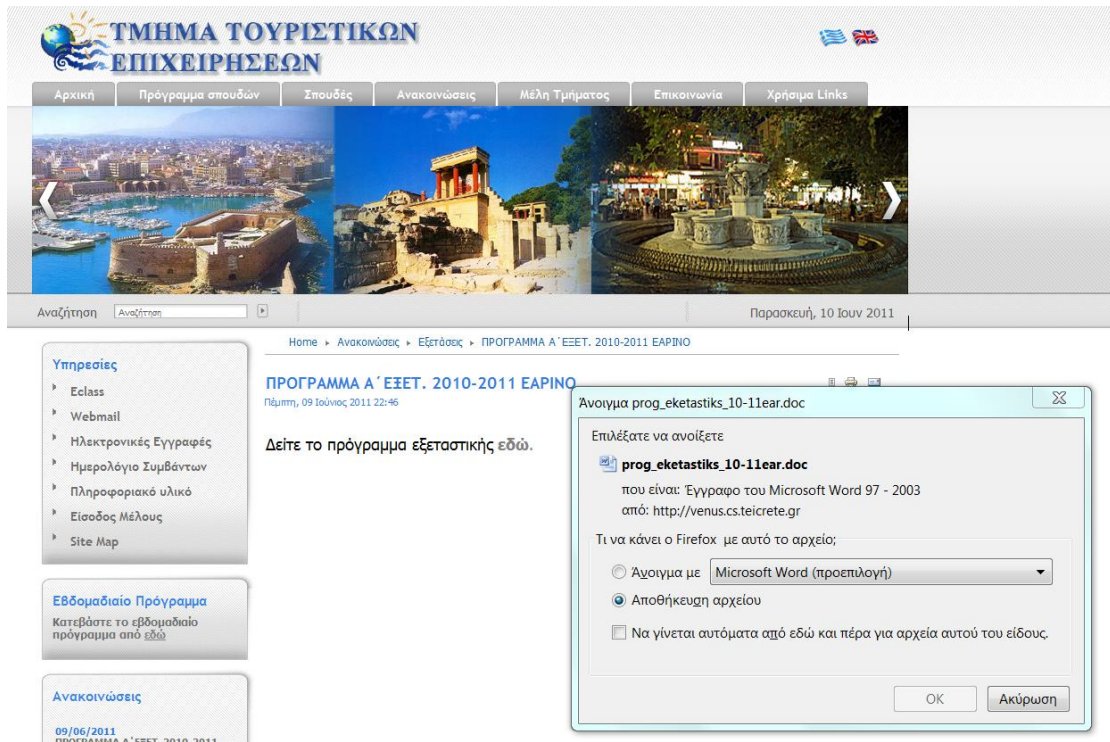 ΤΜΗΜΑ ΤΟΥΡΙΣΤΙΚΩΝ
ΕΠΙΧΕΙΡΗΣΕΩΝ
Αρχική Πρόγραμμα σπουδών Σπουδές Ανακοινώσεις Μέλη Τμήματος Επικοινωνία Χρήσιμα Links
Αναζήτηση Αναζήτηση Παρασκευή, 10 Ιουν 2011
Home Ανακοινώσεις Εξετάσεις ΠΡΟΓΡΑΜΜΑ Α΄ΕΞΕΤ. 2010-2011 ΕΑΡΙΝΟ
Υπηρεσίες
Eclass
Webmail
Ηλεκτρονικές Εγγραφές
Ημερολόγιο Συμβάντων
Πληροφοριακό υλικό
Είσοδος Μέλους
Site Map
Εβδομαδιαίο Πρόγραμμα
Κατεβάστε το εβδομαδιαίο
πρόγραμμα από εδώ
Ανακοινώσεις
09/06/2011
ΠΡΟΓΡΑΜΜΑ Α΄ΕΞΕΤ. 2010-2011
ΠΡΟΓΡΑΜΜΑ Α΄ΕΞΕΤ. 2010-2011 ΕΑΡΙΝΟ
Πέμπτη, 09 Ιούνιος 2011 22:46
Δείτε το πρόγραμμα εξεταστικής εδώ.
Άνοιγμα prog_eketastiks_10-11ear.doc
Επιλέξατε να ανοίξετε
prog_eketastiks_10-11ear.doc
που είναι: Έγγραφο του Microsoft Word 97 - 2003
από: http://venus.cs.teicrete.gr
Τι να κάνει ο Firefox με αυτό το αρχείο;
Άνοιγμα με Microsoft Word (προεπιλογή)
Αποθήκευση αρχείου
Να γίνεται αυτόματα από εδώ και πέρα για αρχεία αυτού του είδους.
OK Ακύρωση